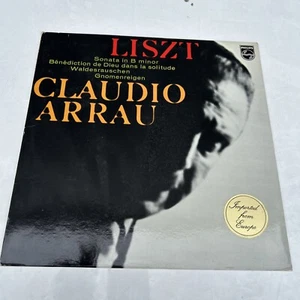 LISZT
Sonata in B minor
Bénédiction de Dieu dans la solitude
Waldesrauschen
Gnomenreigen
CLAUDIO
ARRAU
PHILIPS
Imported
from
Europe